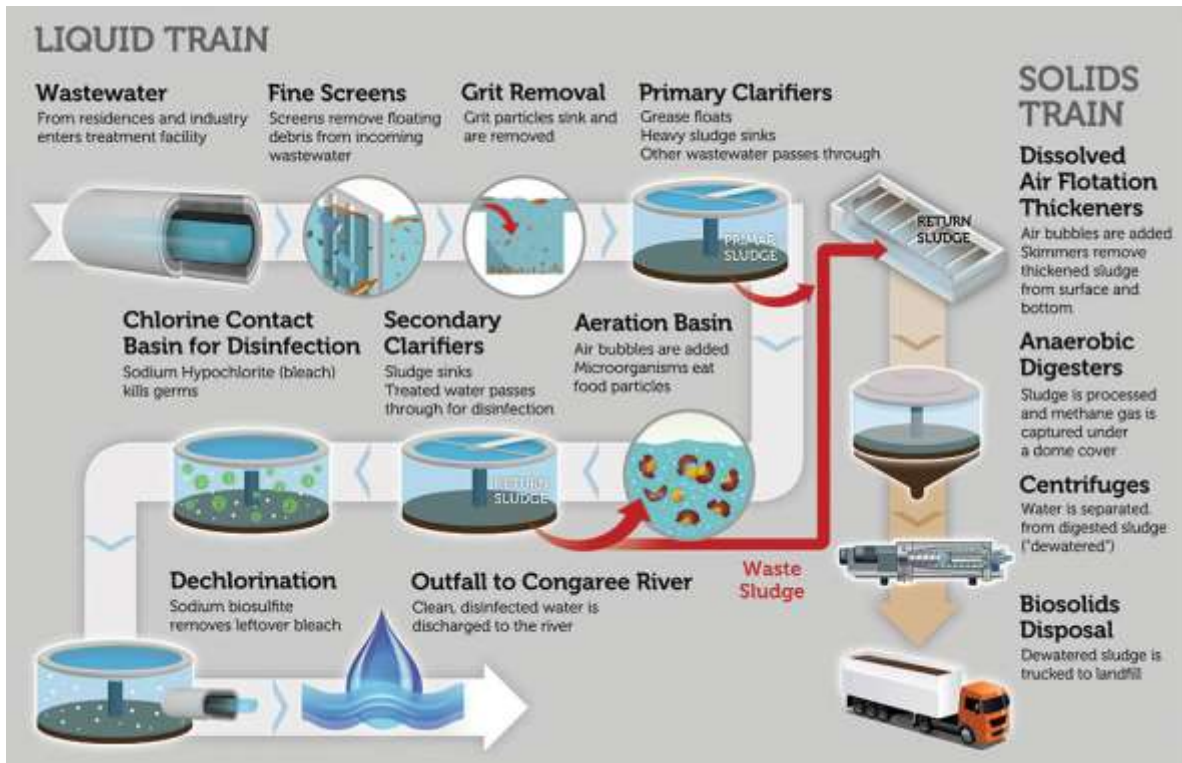 LIQUID TRAIN
Wastewater
From residences and industry
enters treatment facility
Fine Screens
Screens remove floating
debris from incoming
wastewater
Grit Removal
Grit particles sink and
are removed
Primary Clarifiers
Grease floats
Heavy sludge sinks
Other wastewater passes through
PRIMAR
SLUDGE
RETURN
SLUDGE
Chlorine Contact
Basin for Disinfection
Sodium Hypochlorite (bleach)
kills germs
Secondary
Clarifiers
Sludge sinks
Treated water passes
through for disinfection
Aeration Basin
Air bubbles are added
Microorganisms eat
food particles
RETURN
SLUDGE
Waste
Sludge
Dechlorination
Sodium biosulfite
removes leftover bleach
Outfall to Congaree River
Clean, disinfected water is
discharged to the river
SOLIDS
TRAIN
Dissolved
Air Flotation
Thickeners
Air bubbles are added
Skimmers remove
thickened sludge
from surface and
bottom
Anaerobic
Digesters
Sludge is processed
and methane gas is
captured under
a dome cover
Centrifuges
Water is separated
from digested sludge
("dewatered")
Biosolids
Disposal
Dewatered sludge is
trucked to landfill